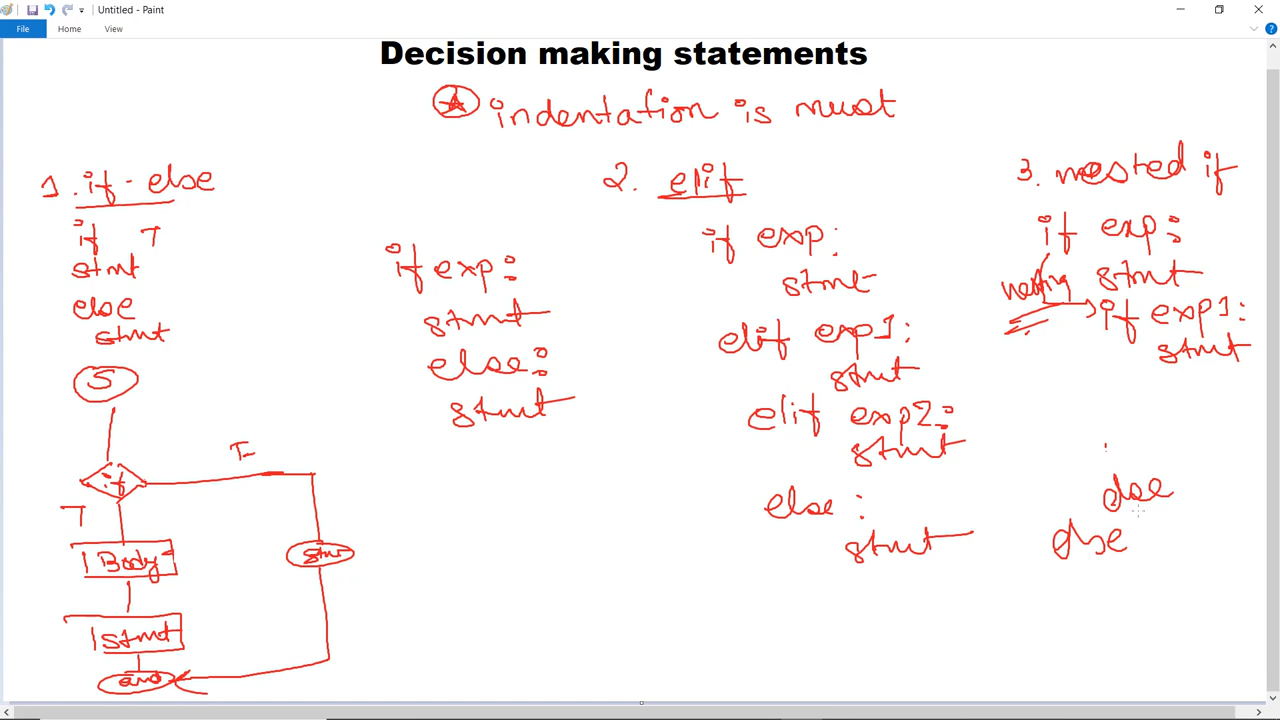 Untitled - Paint
File Home View
Decision making statements
indentation is must
1. if - else
if T
stmt
else
stmt
S
if
F
T
Body
stmt
end
if exp:
stmt
else:
stmt
2. elif
if exp:
stmt
elif exp1:
stmt
elif exp2:
stmt
else:
stmt
3. nested if
if exp:
stmt
nesting
if exp1:
stmt
else
else